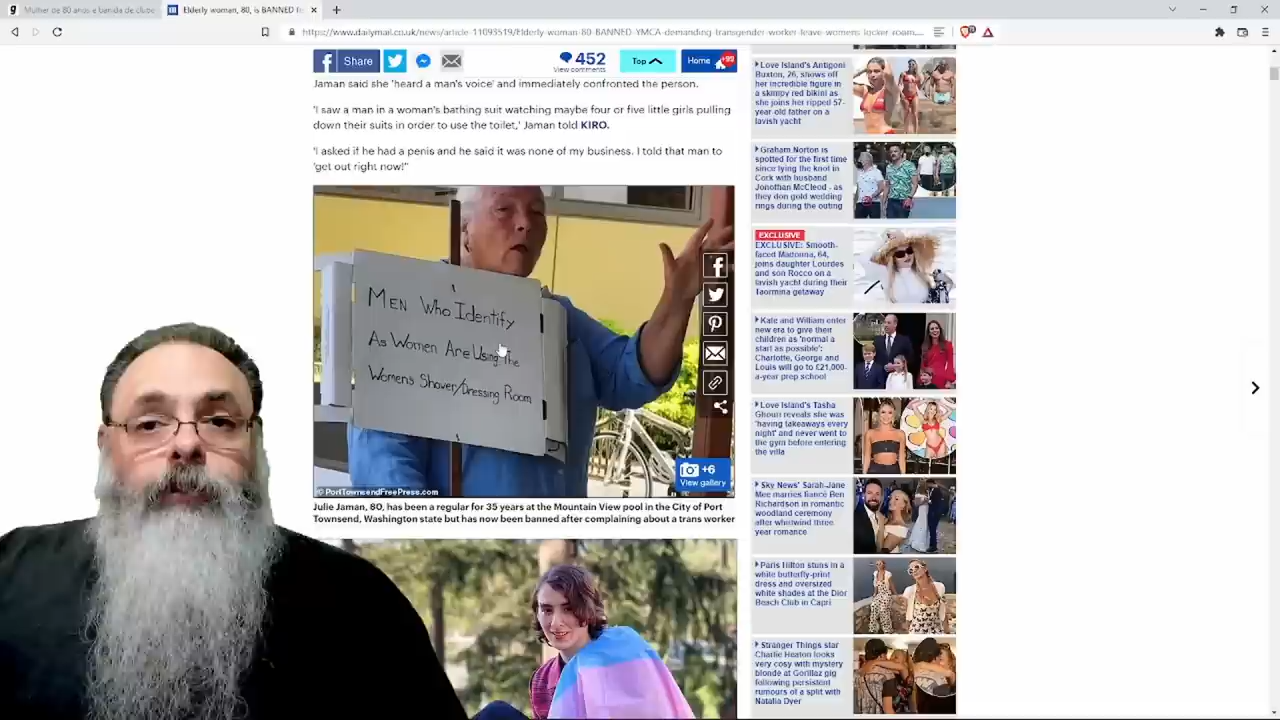 Mulher de 80 anos é banida de clube
Elderly woman, 80, is BANNED fr
https://www.dailymail.co.uk/news/article-11093519/Elderly-woman-80-BANNED-YMCA-demanding-transgender-worker-leave-womens-locker-room....
Share
452
View comments
Top
Home
+99
Jaman said she 'heard a man's voice' and immediately confronted the person.
'I saw a man in a woman's bathing suit watching maybe four or five little girls pulling
down their suits in order to use the toilet,' Jaman told KIRO.
'I asked if he had a penis and he said it was none of my business. I told that man to
'get out right now!"
Men Who Identify
As Women Are Using the
Womens Shower/Dressing Room
+6
View gallery
© PortTownsendFreePress.com
Julie Jaman, 80, has been a regular for 35 years at the Mountain View pool in the City of Port
Townsend, Washington state but has now been banned after complaining about a trans worker
Love Island's Antigoni
Buxton, 26, shows off
her incredible figure in
a skimpy red bikini as
she joins her ripped 57-
year old father on a
lavish yacht
Graham Norton is
spotted for the first time
since tying the knot in
Cork with husband
Jonathan McLeod - as
they don gold wedding
rings during the outing
EXCLUSIVE
EXCLUSIVE: Smooth-
faced Madonna, 64,
joins daughter Lourdes
and son Rocco on a
lavish yacht during their
Taormina getaway
Kate and William enter
new era to give their
children as 'normal a
start as possible':
Charlotte, George and
Louis will go to £21,000-
a-year prep school
Love Island's Tasha
Ghouri reveals she was
'having takeaways every
night' and never went to
the gym before entering
the villa
Sky News' Sarah-Jane
Mee marries fiancé Ben
Richardson in romantic
woodland ceremony
after whirlwind three
year romance
Paris Hilton stuns in a
white butterfly-print
dress and oversized
white shades at the Dior
Beach Club in Capri
Stranger Things star
Charlie Heaton looks
very cosy with mystery
blonde at Gorillaz gig
following persistent
rumours of a split with
Natalia Dyer